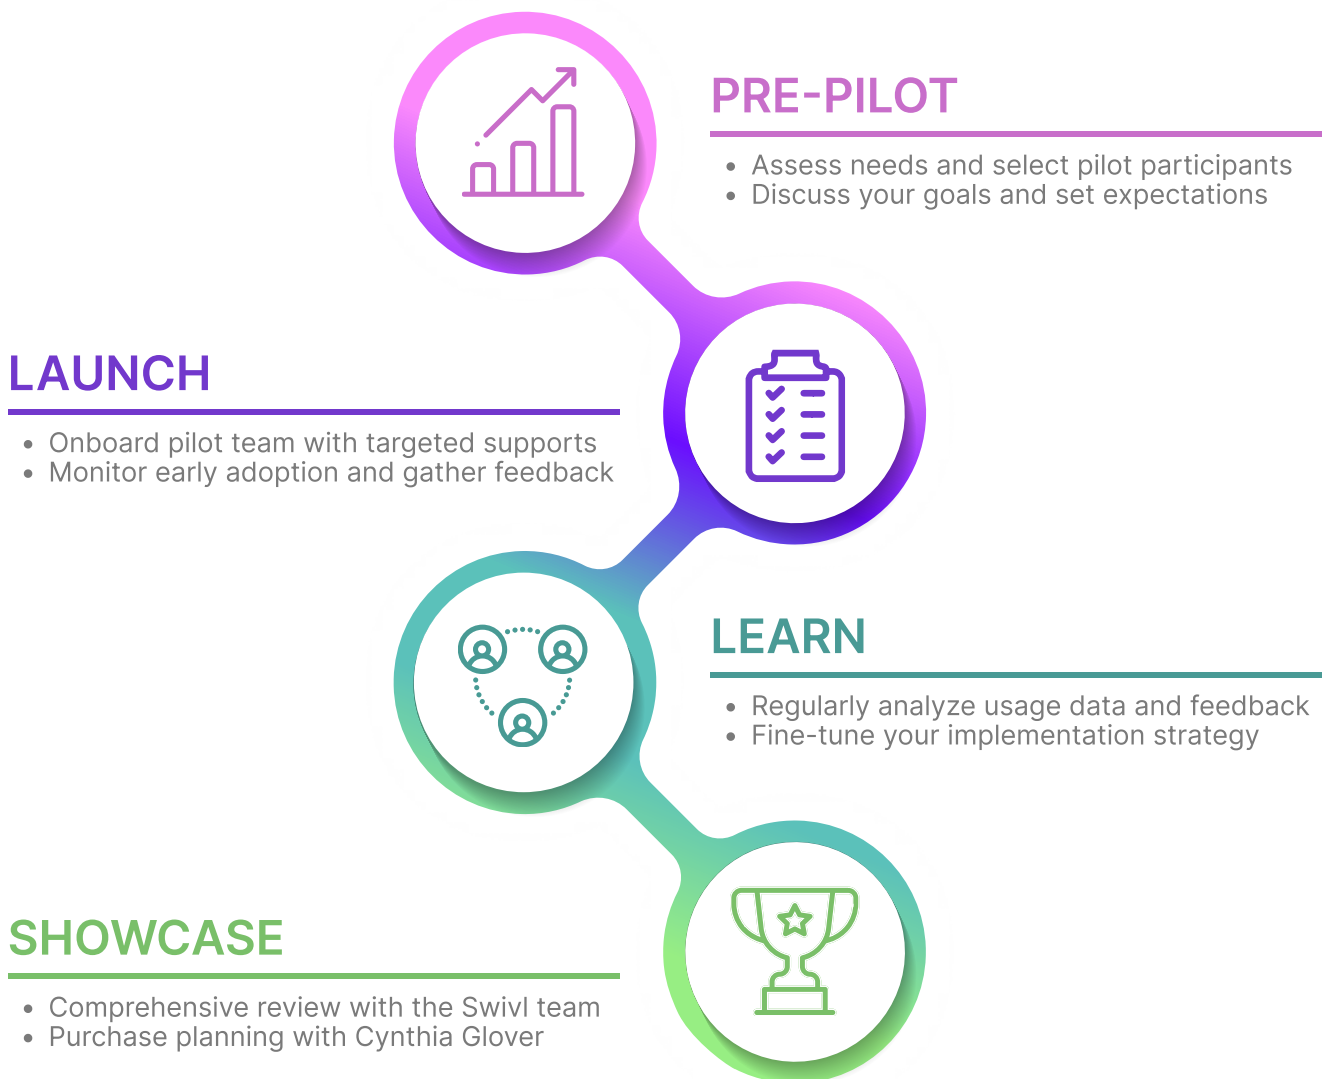 PRE-PILOT
• Assess needs and select pilot participants
• Discuss your goals and set expectations
LAUNCH
• Onboard pilot team with targeted supports
• Monitor early adoption and gather feedback
LEARN
• Regularly analyze usage data and feedback
• Fine-tune your implementation strategy
SHOWCASE
• Comprehensive review with the Swivl team
• Purchase planning with Cynthia Glover